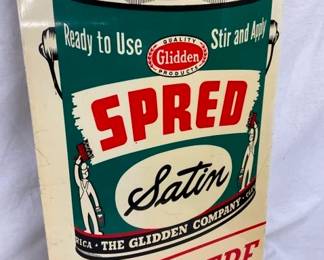 Ready to Use
Stir and Apply
QUALITY
Glidden
PRODUCTS
SPRED
Satin
• THE GLIDDEN COMPANY •